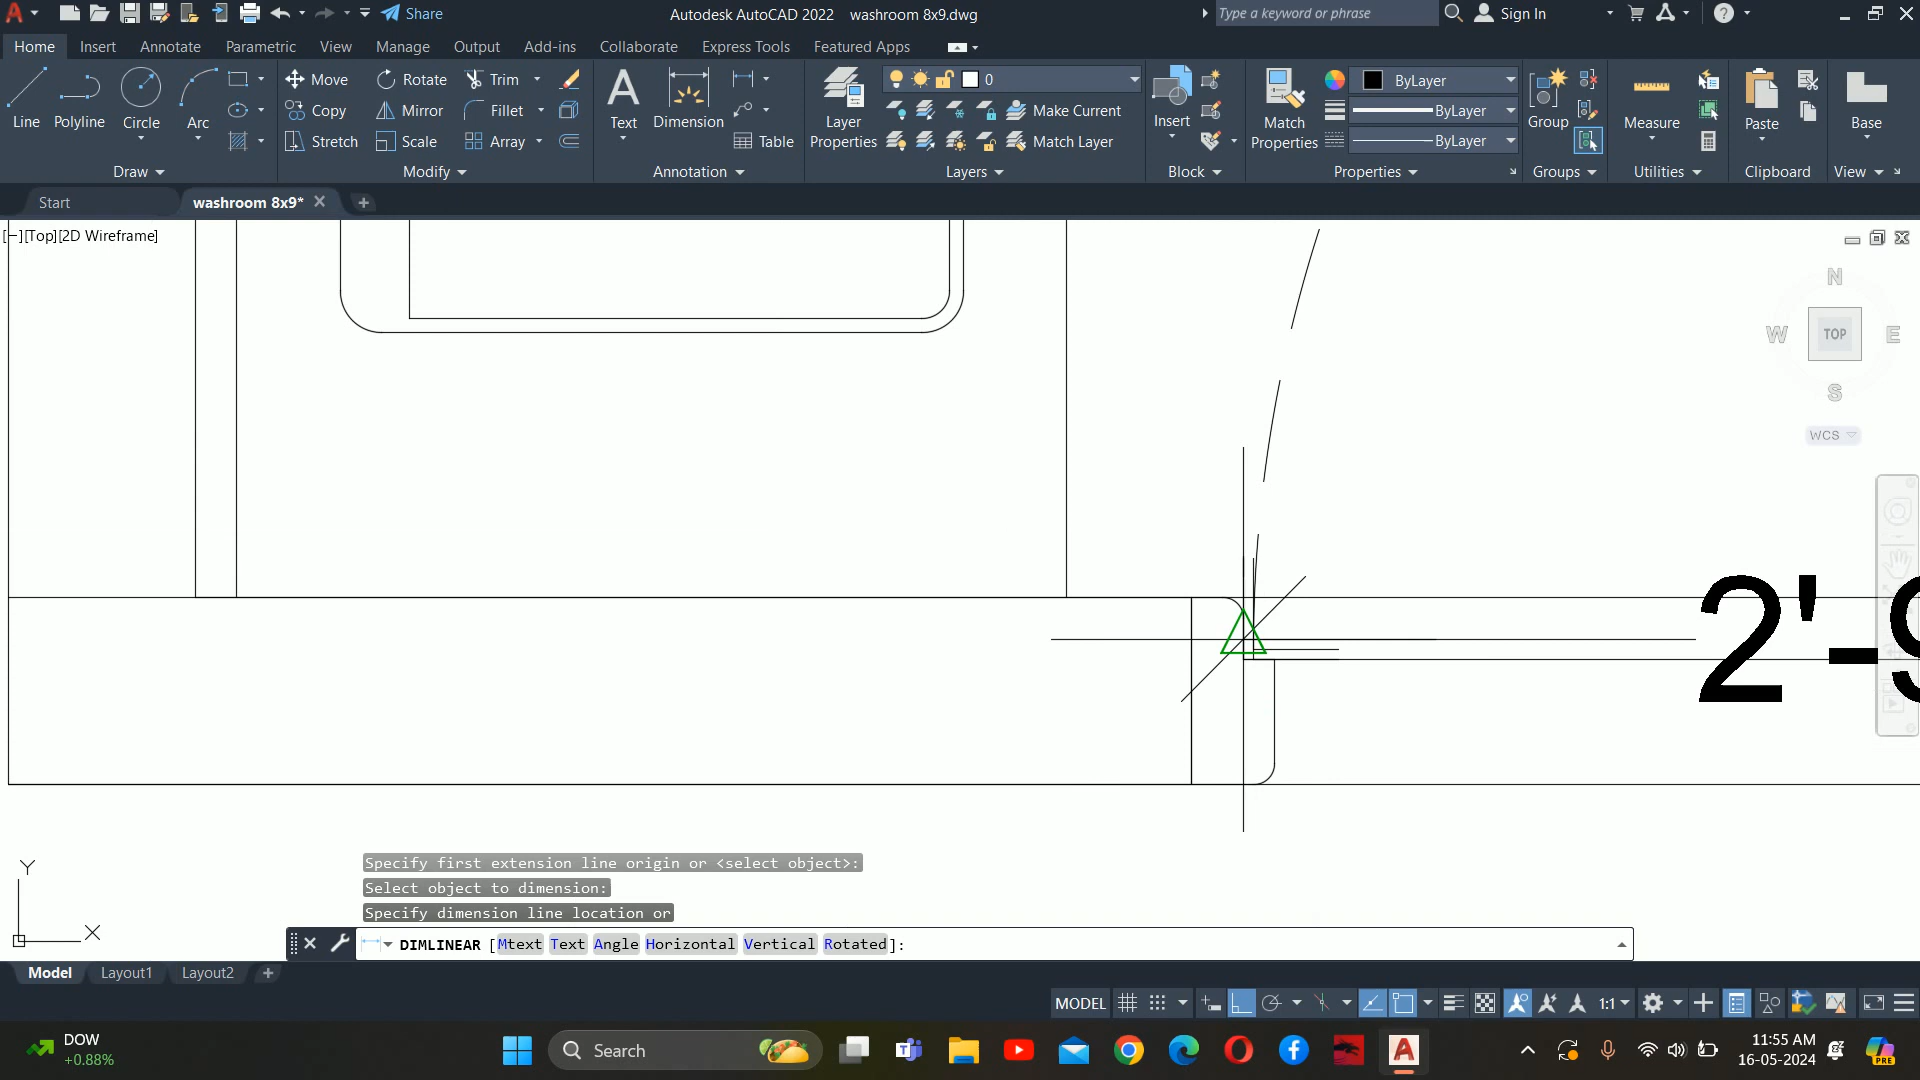 Share
Autodesk AutoCAD 2022 washroom 8x9.dwg
Type a keyword or phrase
Sign In
Home Insert Annotate Parametric View Manage Output Add-ins Collaborate Express Tools Featured Apps
Line Polyline Circle Arc
Draw
Move Rotate Trim
Copy Mirror Fillet
Stretch Scale Array
Modify
Text Dimension
Table
Annotation
Layer Properties
0
Make Current
Match Layer
Layers
Insert
Block
Match Properties
ByLayer
ByLayer
ByLayer
Properties
Group
Groups
Measure
Utilities
Paste
Clipboard
Base
View
Start washroom 8x9*
[−][Top][2D Wireframe]
N
W TOP E
S
WCS
2'-9
Y
X
Specify first extension line origin or <select object>:
Select object to dimension:
Specify dimension line location or
DIMLINEAR [Mtext Text Angle Horizontal Vertical Rotated]:
Model Layout1 Layout2
MODEL 1:1
DOW
+0.88%
Search
11:55 AM
16-05-2024
PRE